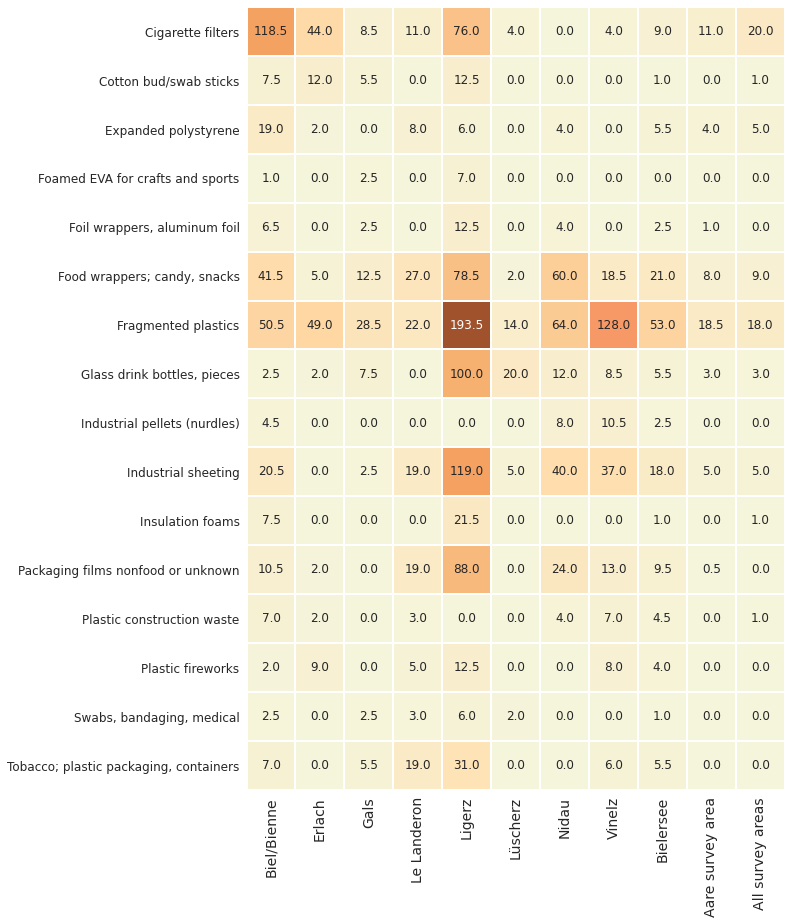 Cigarette filters 118.5 44.0 8.5 11.0 76.0 4.0 0.0 4.0 9.0 11.0 20.0
Cotton bud/swab sticks 7.5 12.0 5.5 0.0 12.5 0.0 0.0 0.0 1.0 0.0 1.0
Expanded polystyrene 19.0 2.0 0.0 8.0 6.0 0.0 4.0 0.0 5.5 4.0 5.0
Foamed EVA for crafts and sports 1.0 0.0 2.5 0.0 7.0 0.0 0.0 0.0 0.0 0.0 0.0
Foil wrappers, aluminum foil 6.5 0.0 2.5 0.0 12.5 0.0 4.0 0.0 2.5 1.0 0.0
Food wrappers; candy, snacks 41.5 5.0 12.5 27.0 78.5 2.0 60.0 18.5 21.0 8.0 9.0
Fragmented plastics 50.5 49.0 28.5 22.0 193.5 14.0 64.0 128.0 53.0 18.5 18.0
Glass drink bottles, pieces 2.5 2.0 7.5 0.0 100.0 20.0 12.0 8.5 5.5 3.0 3.0
Industrial pellets (nurdles) 4.5 0.0 0.0 0.0 0.0 0.0 8.0 10.5 2.5 0.0 0.0
Industrial sheeting 20.5 0.0 2.5 19.0 119.0 5.0 40.0 37.0 18.0 5.0 5.0
Insulation foams 7.5 0.0 0.0 0.0 21.5 0.0 0.0 0.0 1.0 0.0 1.0
Packaging films nonfood or unknown 10.5 2.0 0.0 19.0 88.0 0.0 24.0 13.0 9.5 0.5 0.0
Plastic construction waste 7.0 2.0 0.0 3.0 0.0 0.0 4.0 7.0 4.5 0.0 1.0
Plastic fireworks 2.0 9.0 0.0 5.0 12.5 0.0 0.0 8.0 4.0 0.0 0.0
Swabs, bandaging, medical 2.5 0.0 2.5 3.0 6.0 2.0 0.0 0.0 1.0 0.0 0.0
Tobacco; plastic packaging, containers 7.0 0.0 5.5 19.0 31.0 0.0 0.0 6.0 5.5 0.0 0.0
Biel/Bienne
Erlach
Gals
Le Landeron
Ligerz
Lüscherz
Nidau
Vinelz
Bielersee
Aare survey area
All survey areas